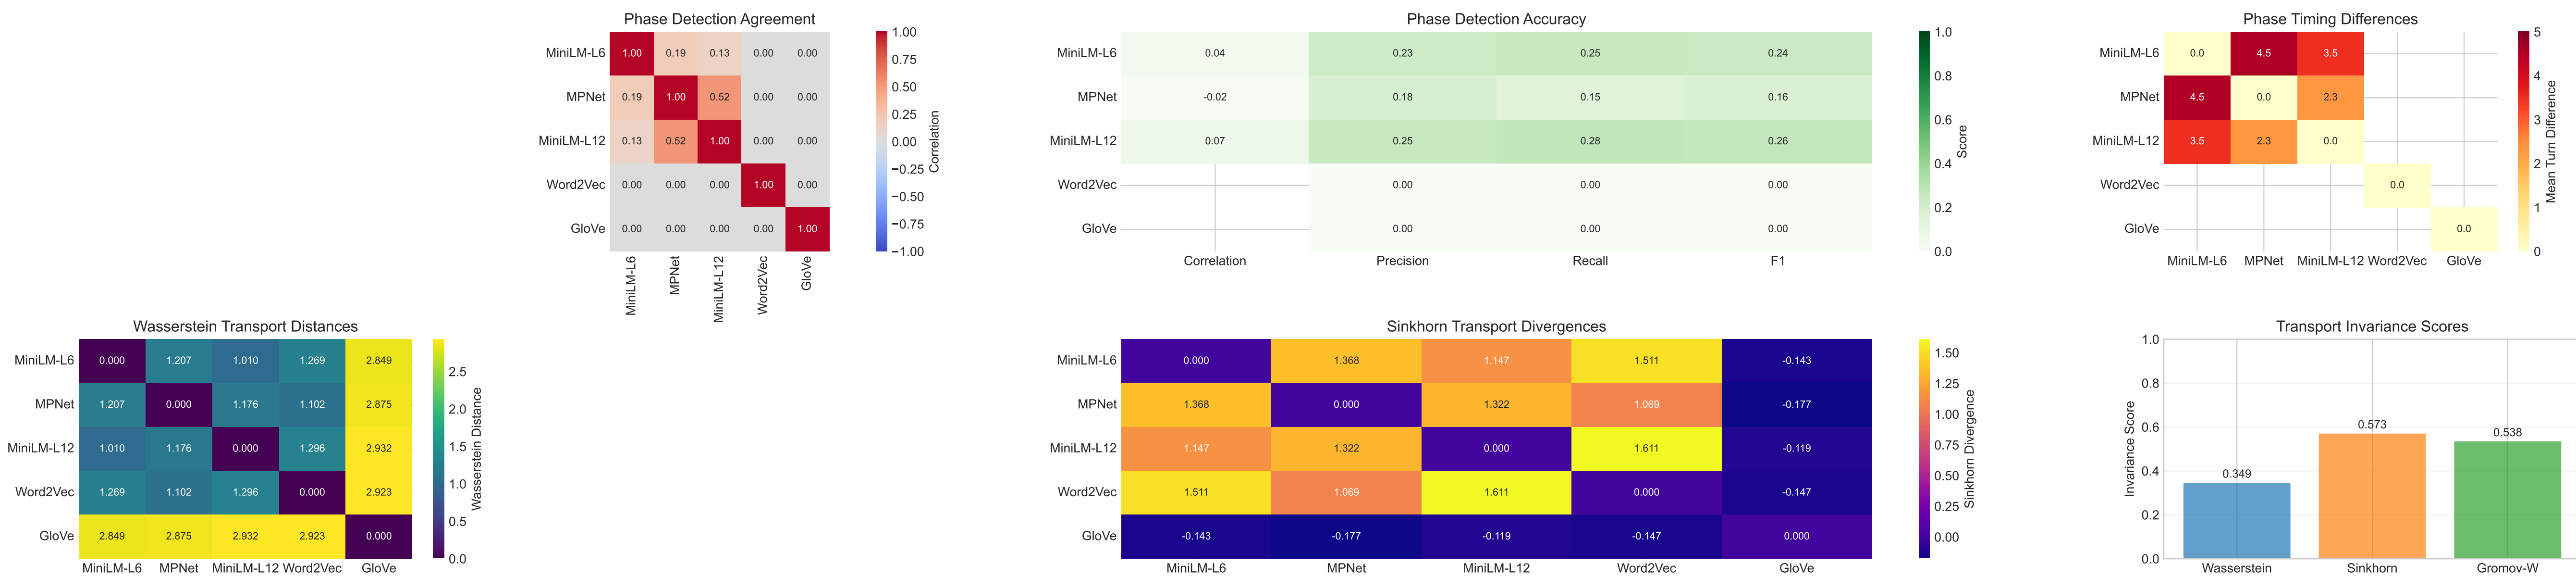 Phase Detection Agreement
MiniLM-L6 1.00 0.19 0.13 0.00 0.00
MPNet 0.19 1.00 0.52 0.00 0.00
MiniLM-L12 0.13 0.52 1.00 0.00 0.00
Word2Vec 0.00 0.00 0.00 1.00 0.00
GloVe 0.00 0.00 0.00 0.00 1.00
MiniLM-L6 MPNet MiniLM-L12 Word2Vec GloVe
1.00
0.75
0.50
0.25
0.00
−0.25
−0.50
−0.75
−1.00
Correlation
Phase Detection Accuracy
MiniLM-L6 0.04 0.23 0.25 0.24
MPNet -0.02 0.18 0.15 0.16
MiniLM-L12 0.07 0.25 0.28 0.26
Word2Vec 0.00 0.00 0.00
GloVe 0.00 0.00 0.00
Correlation Precision Recall F1
1.0
0.8
0.6
0.4
0.2
0.0
Score
Phase Timing Differences
MiniLM-L6 0.0 4.5 3.5
MPNet 4.5 0.0 2.3
MiniLM-L12 3.5 2.3 0.0
Word2Vec 0.0
GloVe 0.0
MiniLM-L6 MPNet MiniLM-L12 Word2Vec GloVe
5
4
3
2
1
0
Mean Turn Difference
Wasserstein Transport Distances
MiniLM-L6 0.000 1.207 1.010 1.269 2.849
MPNet 1.207 0.000 1.176 1.102 2.875
MiniLM-L12 1.010 1.176 0.000 1.296 2.932
Word2Vec 1.269 1.102 1.296 0.000 2.923
GloVe 2.849 2.875 2.932 2.923 0.000
MiniLM-L6 MPNet MiniLM-L12 Word2Vec GloVe
2.5
2.0
1.5
1.0
0.5
0.0
Wasserstein Distance
Sinkhorn Transport Divergences
MiniLM-L6 0.000 1.368 1.147 1.511 -0.143
MPNet 1.368 0.000 1.322 1.069 -0.177
MiniLM-L12 1.147 1.322 0.000 1.611 -0.119
Word2Vec 1.511 1.069 1.611 0.000 -0.147
GloVe -0.143 -0.177 -0.119 -0.147 0.000
MiniLM-L6 MPNet MiniLM-L12 Word2Vec GloVe
1.50
1.25
1.00
0.75
0.50
0.25
0.00
Sinkhorn Divergence
Transport Invariance Scores
1.0
0.8
0.6
0.4
0.2
0.0
Invariance Score
0.349 0.573 0.538
Wasserstein Sinkhorn Gromov-W